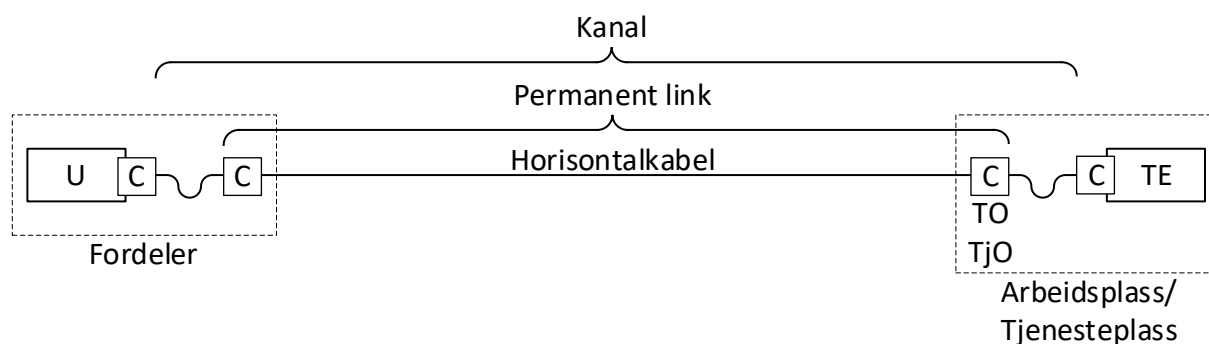 Kanal
Permanent link
Horisontalkabel
U C C C C TE
TO
TjO
Fordeler
Arbeidsplass/
Tjenesteplass